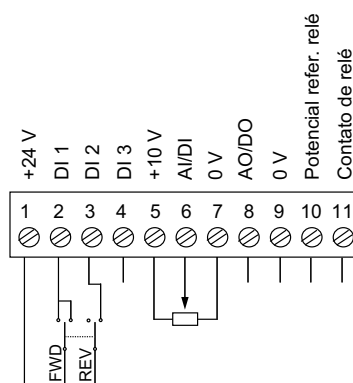 +24 V
DI 1
DI 2
DI 3
+10 V
AI/DI
0 V
AO/DO
0 V
Potencial refer. relé
Contato de relé
1 2 3 4 5 6 7 8 9 10 11
FWD
REV